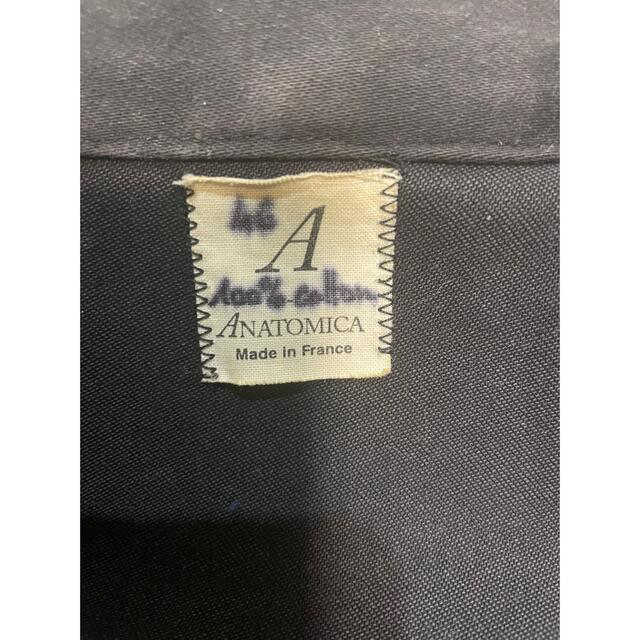 46
A
100% cotton
ANATOMICA
Made in France